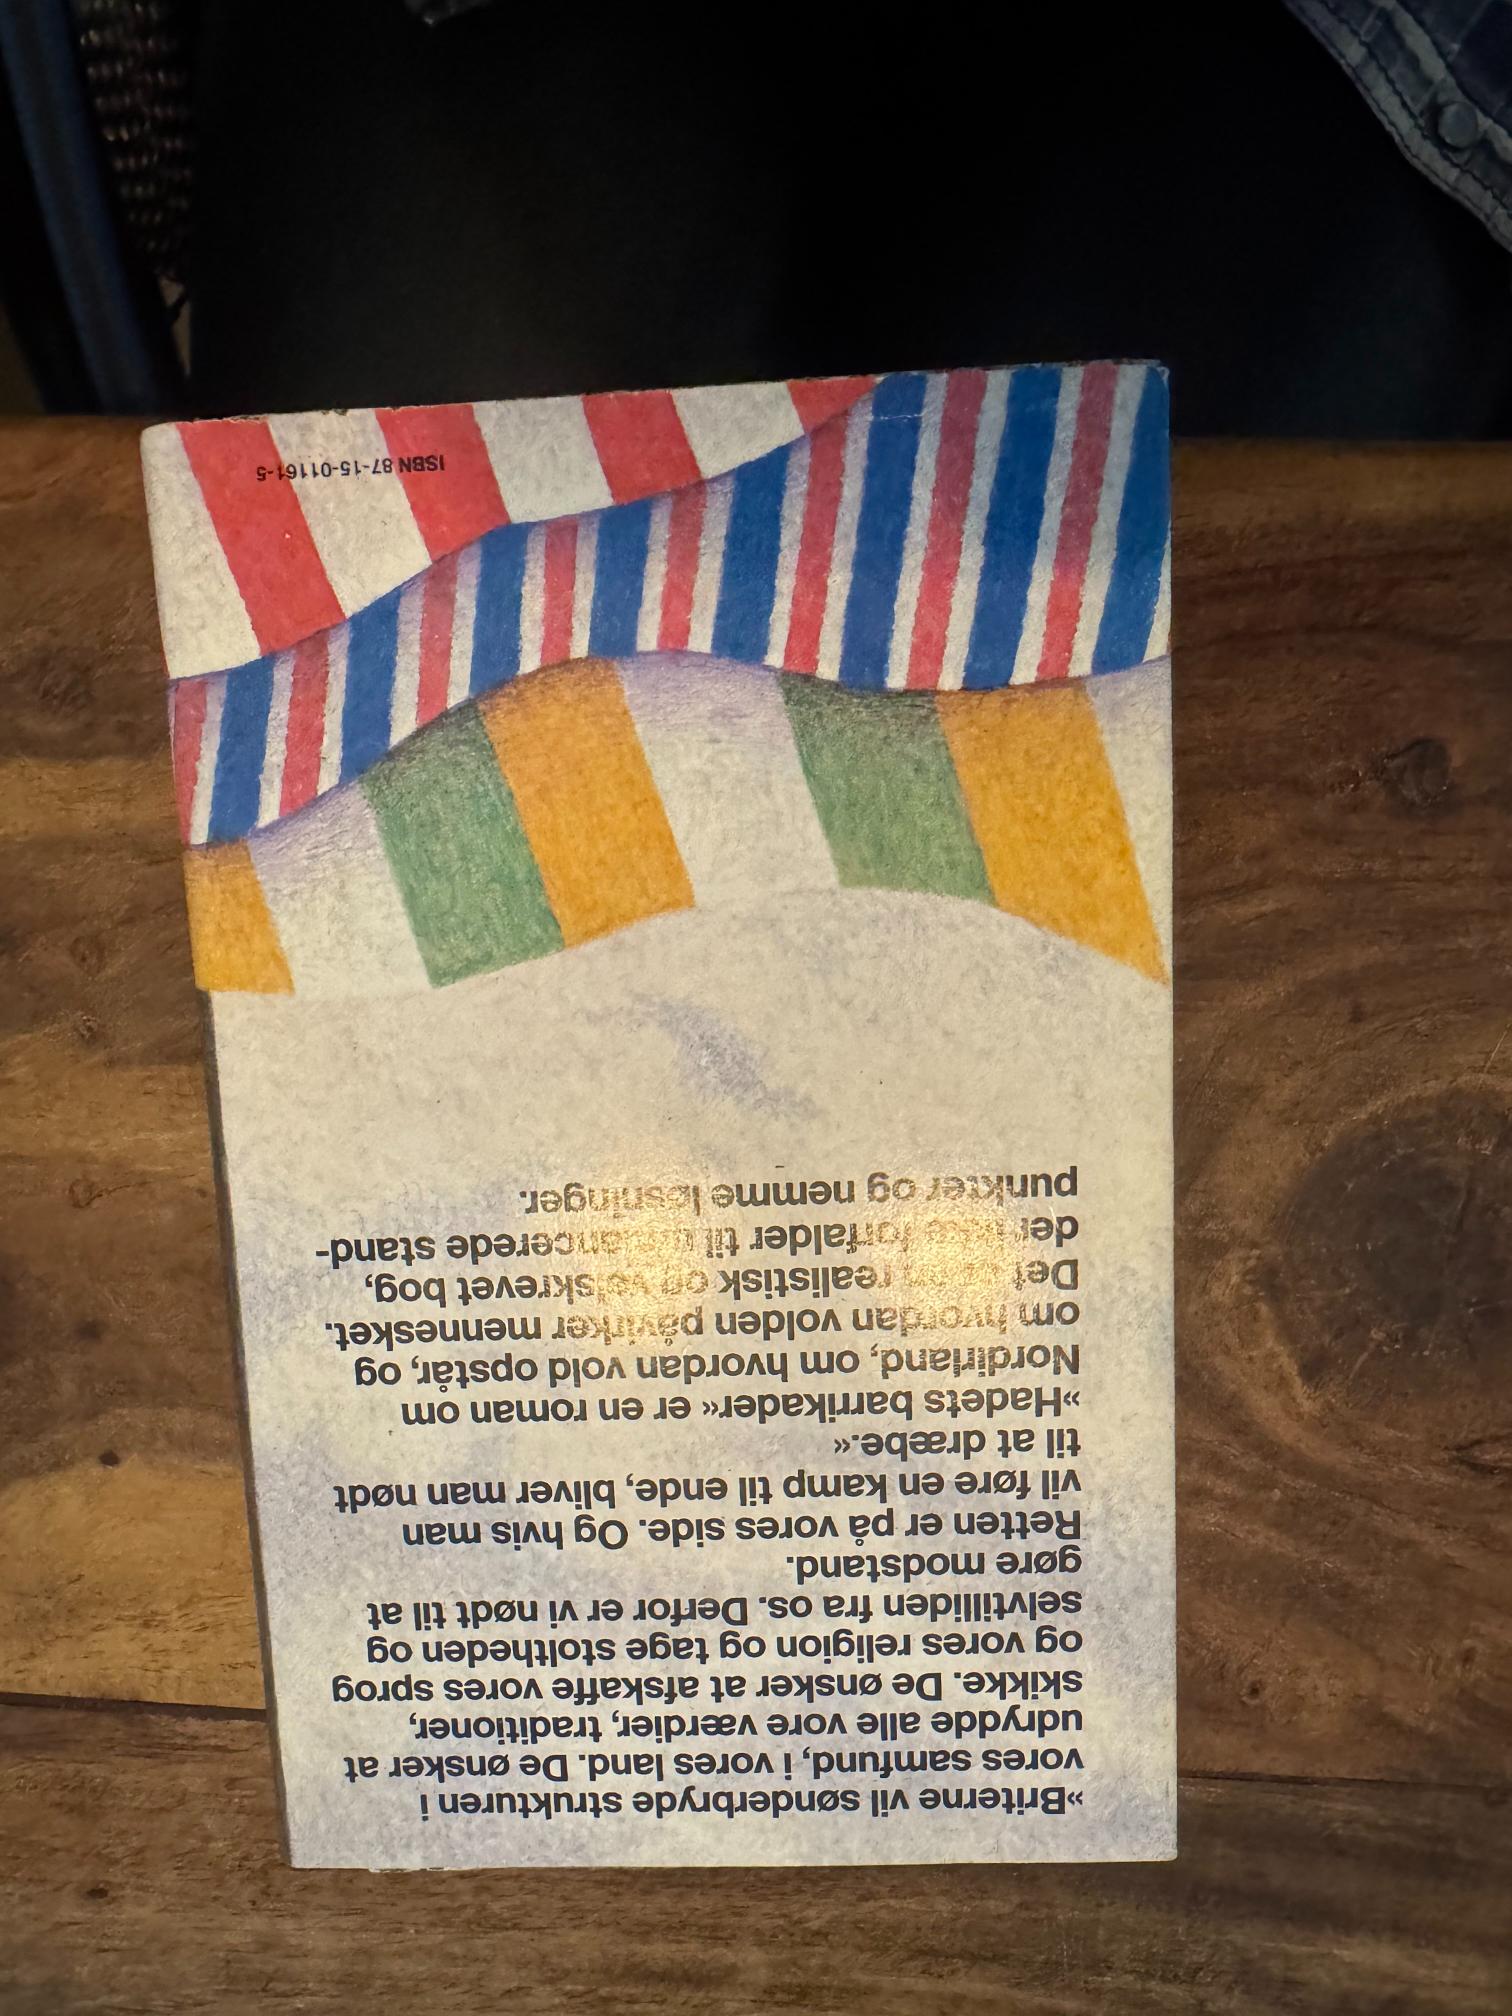 »Briterne vil sønderbryde strukturen i
vores samfund, i vores land. De ønsker at
udrydde alle vore værdier, traditioner,
skikke. De ønsker at afskaffe vores sprog
og vores religion og tage stoltheden og
selvtilliden fra os. Derfor er vi nødt til at
gøre modstand.
Retten er på vores side. Og hvis man
vil føre en kamp til ende, bliver man nødt
til at dræbe.«
»Hadets barrikader« er en roman om
Nordirland, om hvordan vold opstår, og
om hvordan volden påvirker mennesket.
Det er en realistisk og velskrevet bog,
der ikke forfalder til unuancerede stand-
punkter og nemme løsninger.
ISBN 87-15-01161-5